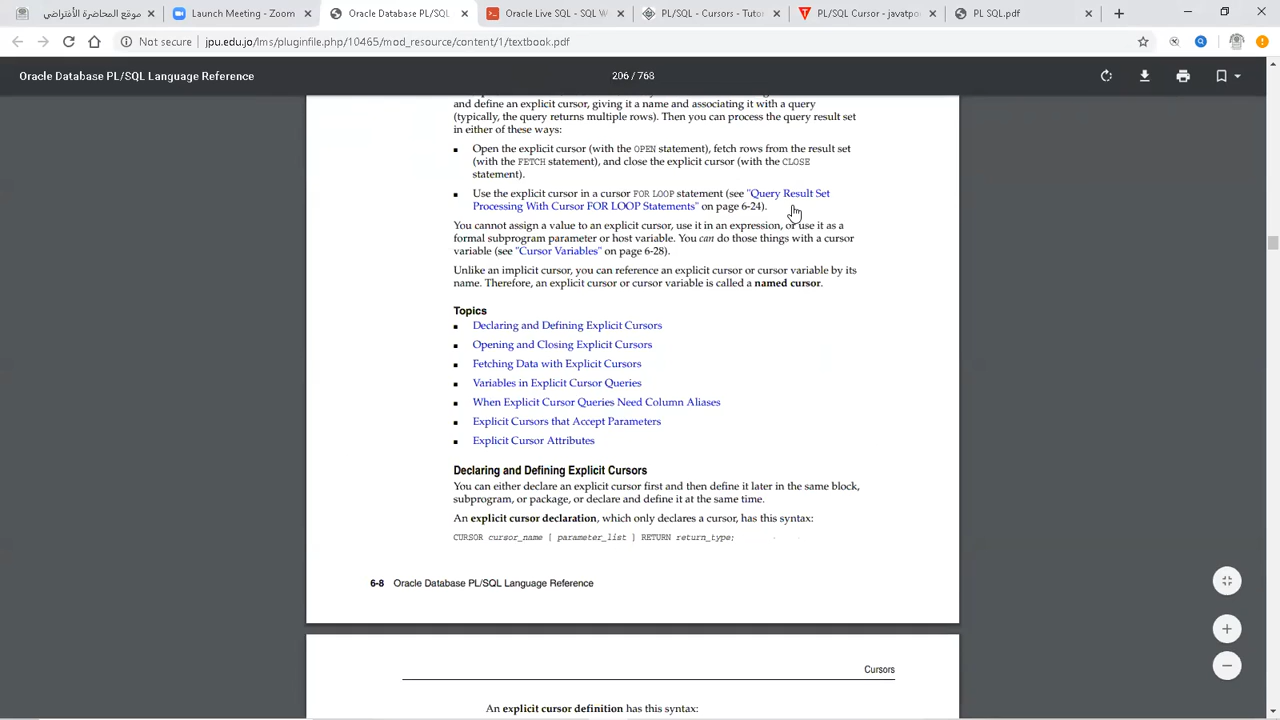 موقع المحاضرة الأفتراضي
Launch Meeting - Zoom
Oracle Database PL/SQL
Oracle Live SQL - SQL W
PL/SQL - Cursors - Tuto
PL/SQL Cursor - javatpo
PL SQL.pdf
Not secure | jpu.edu.jo/lms/pluginfile.php/10465/mod_resource/content/1/textbook.pdf
Oracle Database PL/SQL Language Reference
206 / 768
and define an explicit cursor, giving it a name and associating it with a query
(typically, the query returns multiple rows). Then you can process the query result set
in either of these ways:
Open the explicit cursor (with the OPEN statement), fetch rows from the result set
(with the FETCH statement), and close the explicit cursor (with the CLOSE
statement).
Use the explicit cursor in a cursor FOR LOOP statement (see "Query Result Set
Processing With Cursor FOR LOOP Statements" on page 6-24).
You cannot assign a value to an explicit cursor, use it in an expression, or use it as a
formal subprogram parameter or host variable. You can do those things with a cursor
variable (see "Cursor Variables" on page 6-28).
Unlike an implicit cursor, you can reference an explicit cursor or cursor variable by its
name. Therefore, an explicit cursor or cursor variable is called a named cursor.
Topics
Declaring and Defining Explicit Cursors
Opening and Closing Explicit Cursors
Fetching Data with Explicit Cursors
Variables in Explicit Cursor Queries
When Explicit Cursor Queries Need Column Aliases
Explicit Cursors that Accept Parameters
Explicit Cursor Attributes
Declaring and Defining Explicit Cursors
You can either declare an explicit cursor first and then define it later in the same block,
subprogram, or package, or declare and define it at the same time.
An explicit cursor declaration, which only declares a cursor, has this syntax:
CURSOR cursor_name [ parameter_list ] RETURN return_type;
6-8 Oracle Database PL/SQL Language Reference
Cursors
An explicit cursor definition has this syntax: